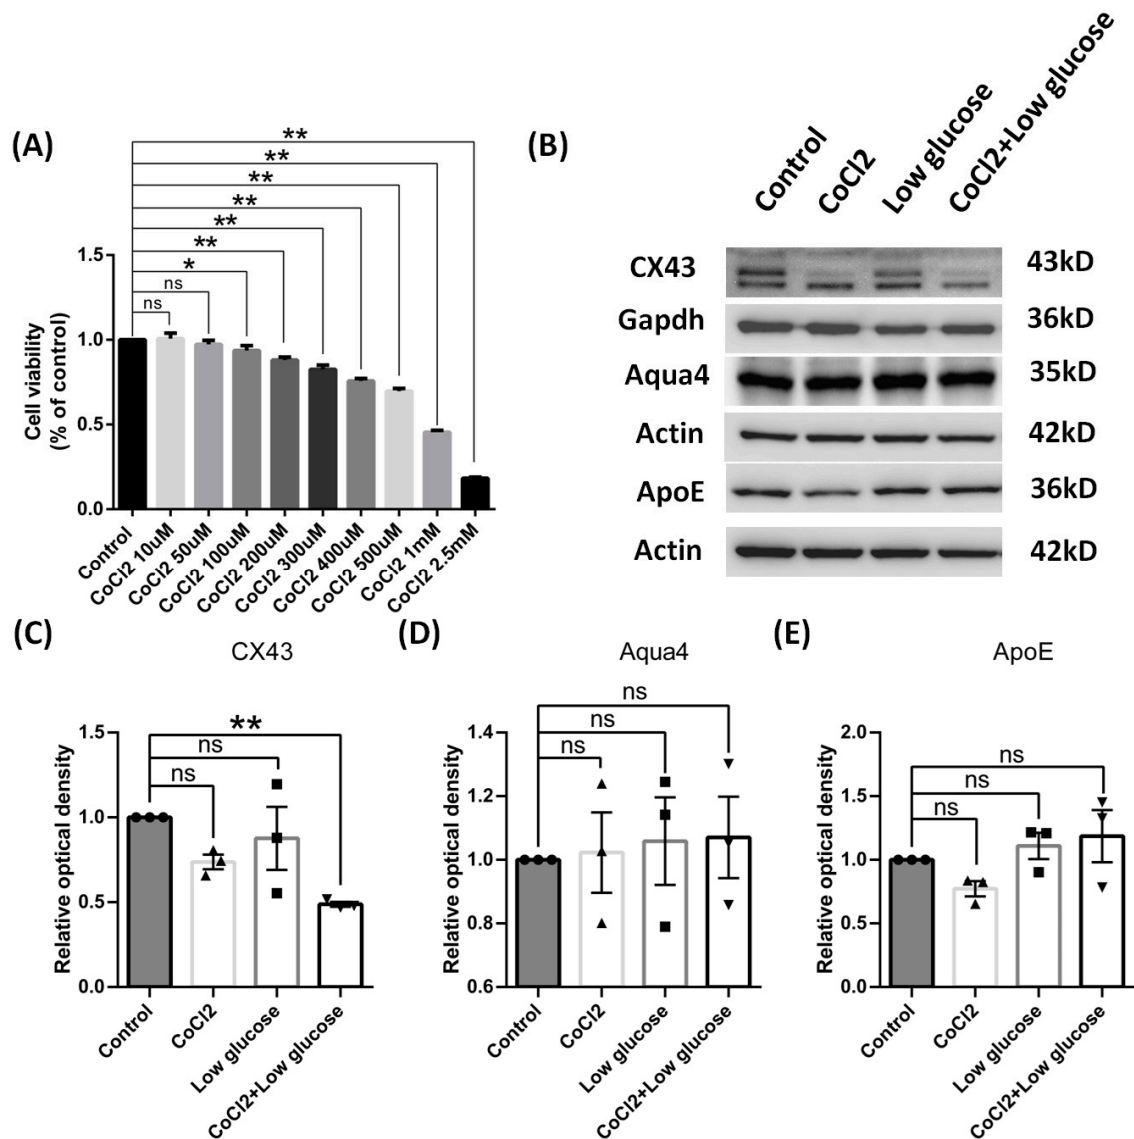 (A)
**
**
**
**
**
**
*
ns
ns
Cell viability
(% of control)
1.5
1.0
0.5
0.0
Control
CoCl2 10uM
CoCl2 50uM
CoCl2 100uM
CoCl2 200uM
CoCl2 300uM
CoCl2 400uM
CoCl2 500uM
CoCl2 1mM
CoCl2 2.5mM
(B)
Control
CoCl2
Low glucose
CoCl2+Low glucose
CX43 43kD
Gapdh 36kD
Aqua4 35kD
Actin 42kD
ApoE 36kD
Actin 42kD
(C)
CX43
Relative optical density
1.5
1.0
0.5
0.0
**
ns
ns
Control
CoCl2
Low glucose
CoCl2+Low glucose
(D)
Aqua4
Relative optical density
1.4
1.2
1.0
0.8
0.6
ns
ns
ns
Control
CoCl2
Low glucose
CoCl2+Low glucose
(E)
ApoE
Relative optical density
2.0
1.5
1.0
0.5
0.0
ns
ns
ns
Control
CoCl2
Low glucose
CoCl2+Low glucose